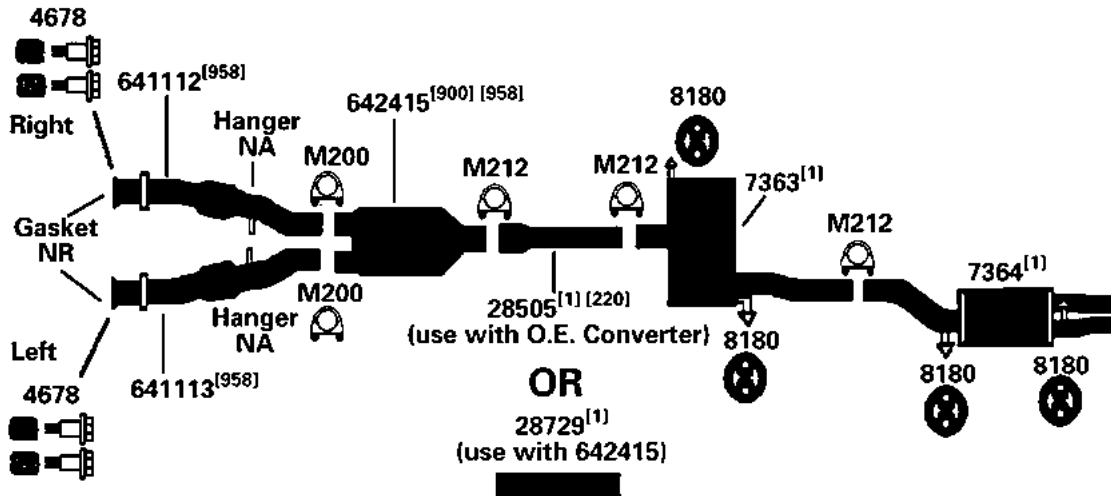 4678
641112[958]
Right
Hanger
NA
M200
642415[900] [958]
M212
M212
8180
7363[1]
M212
7364[1]
Gasket
NR
M200
Hanger
NA
Left
4678
641113[958]
28505[1] [220]
(use with O.E. Converter)
OR
28729[1]
(use with 642415)
8180
8180
8180